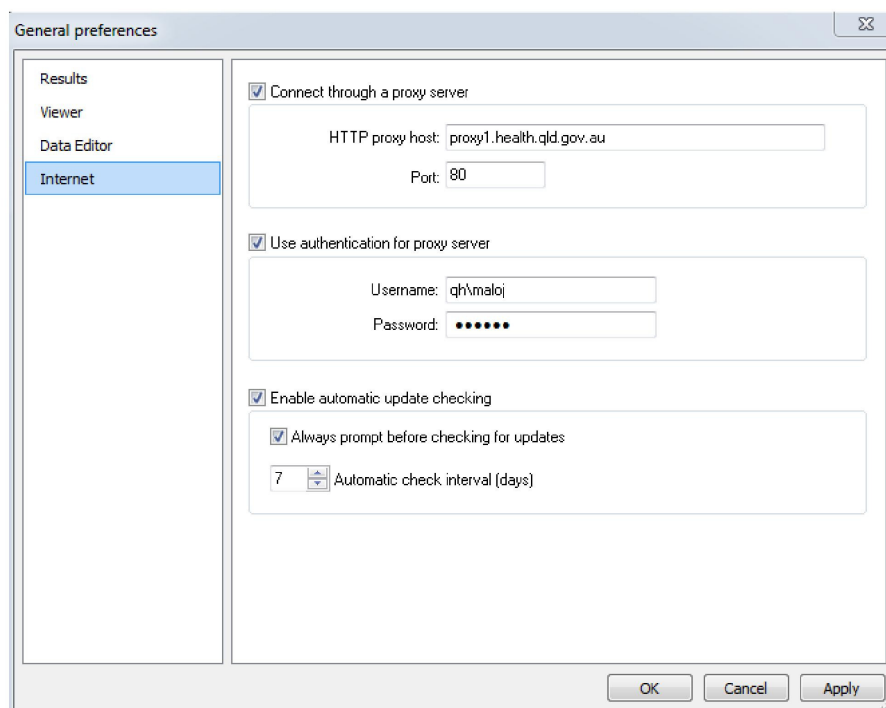 General preferences
Results
Viewer
Data Editor
Internet
Connect through a proxy server
HTTP proxy host: proxy1.health.qld.gov.au
Port: 80
Use authentication for proxy server
Username: qh\maloj
Password: ●●●●●●
Enable automatic update checking
Always prompt before checking for updates
7 Automatic check interval (days)
OK Cancel Apply